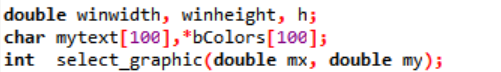 double winwidth, winheight, h;
char mytext[100],*bColors[100];
int  select_graphic(double mx, double my);